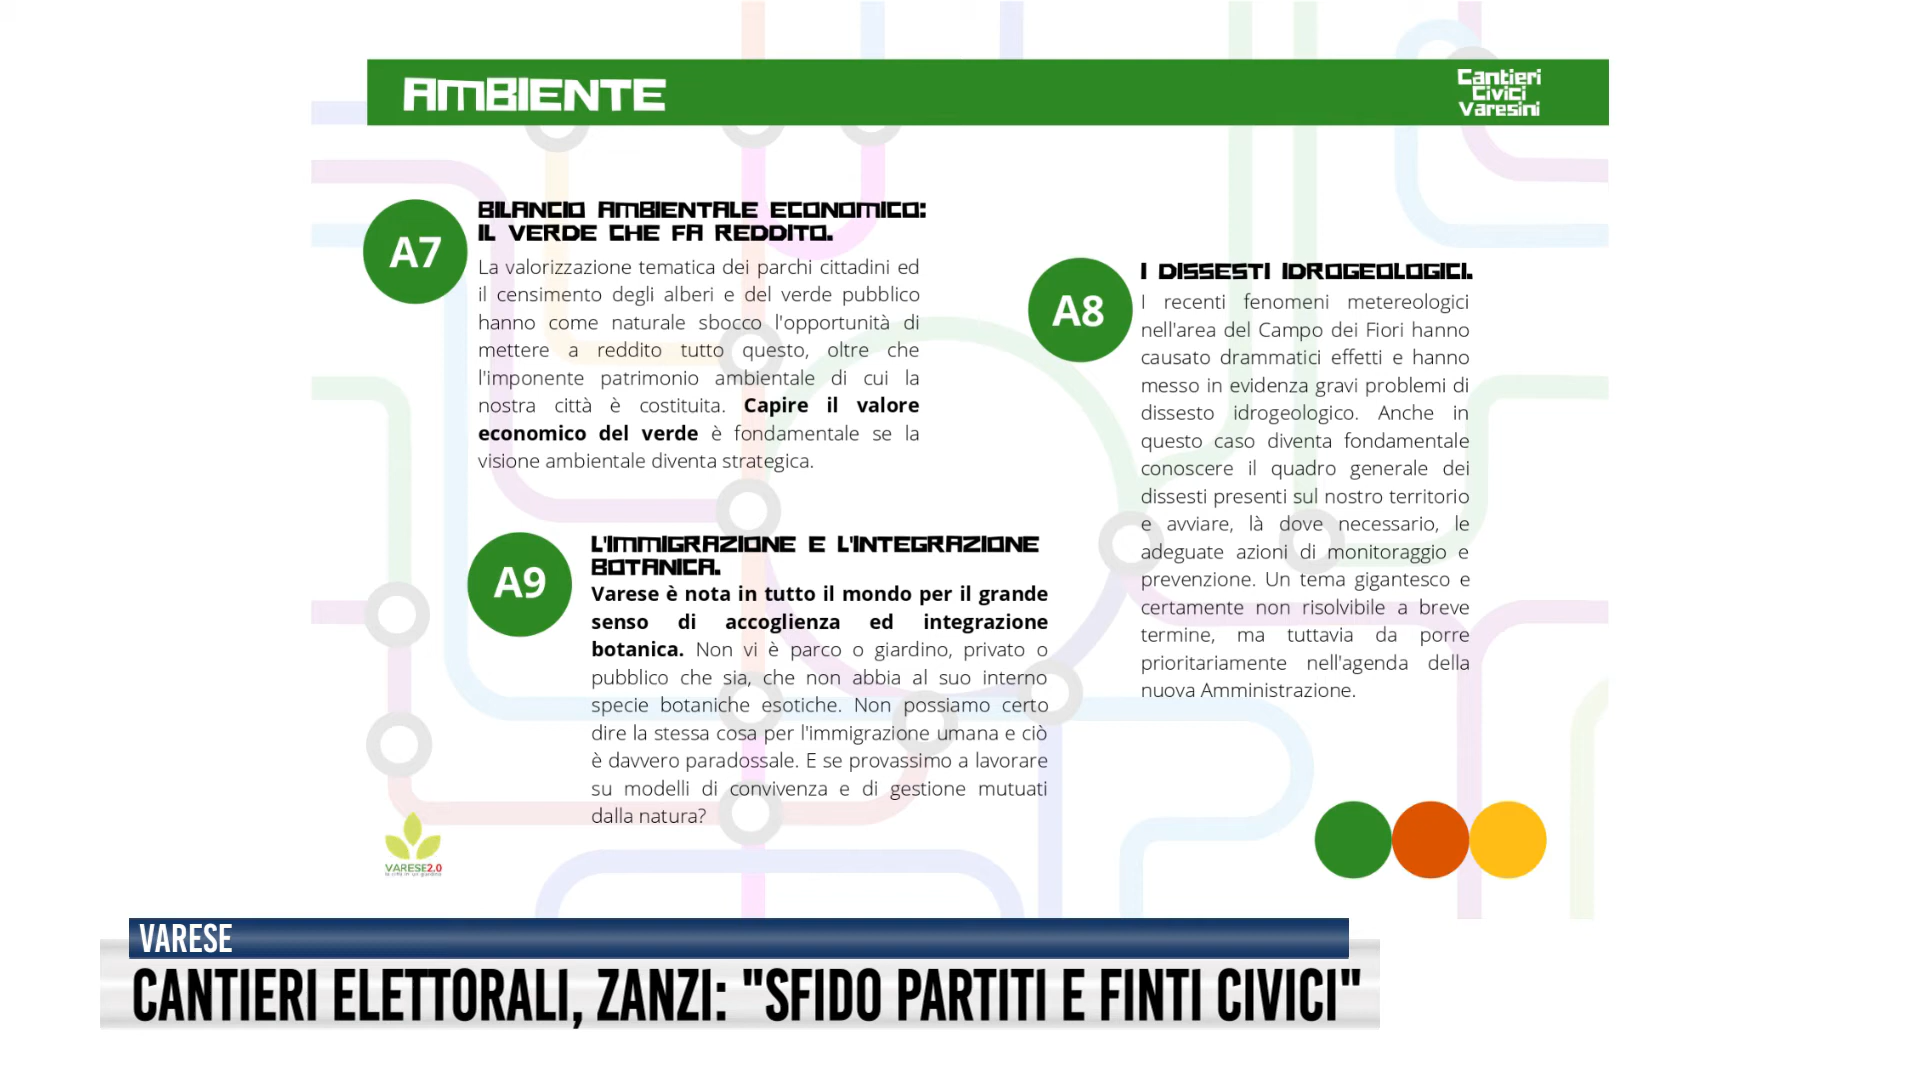 AMBIENTE
Cantieri
Civici
Varesini
A7
BILANCIO AMBIENTALE ECONOMICO:
IL VERDE CHE FA REDDITO.
La valorizzazione tematica dei parchi cittadini ed
il censimento degli alberi e del verde pubblico
hanno come naturale sbocco l'opportunità di
mettere a reddito tutto questo, oltre che
l'imponente patrimonio ambientale di cui la
nostra città è costituita. Capire il valore
economico del verde è fondamentale se la
visione ambientale diventa strategica.
A8
I DISSESTI IDROGEOLOGICI.
I recenti fenomeni metereologici
nell'area del Campo dei Fiori hanno
causato drammatici effetti e hanno
messo in evidenza gravi problemi di
dissesto idrogeologico. Anche in
questo caso diventa fondamentale
conoscere il quadro generale dei
dissesti presenti sul nostro territorio
e avviare, là dove necessario, le
adeguate azioni di monitoraggio e
prevenzione. Un tema gigantesco e
certamente non risolvibile a breve
termine, ma tuttavia da porre
prioritariamente nell'agenda della
nuova Amministrazione.
A9
L'IMMIGRAZIONE E L'INTEGRAZIONE
BOTANICA.
Varese è nota in tutto il mondo per il grande
senso di accoglienza ed integrazione
botanica. Non vi è parco o giardino, privato o
pubblico che sia, che non abbia al suo interno
specie botaniche esotiche. Non possiamo certo
dire la stessa cosa per l'immigrazione umana e ciò
è davvero paradossale. E se provassimo a lavorare
su modelli di convivenza e di gestione mutuati
dalla natura?
VARESE2.0
la città in un giardino
VARESE
CANTIERI ELETTORALI, ZANZI: "SFIDO PARTITI E FINTI CIVICI"